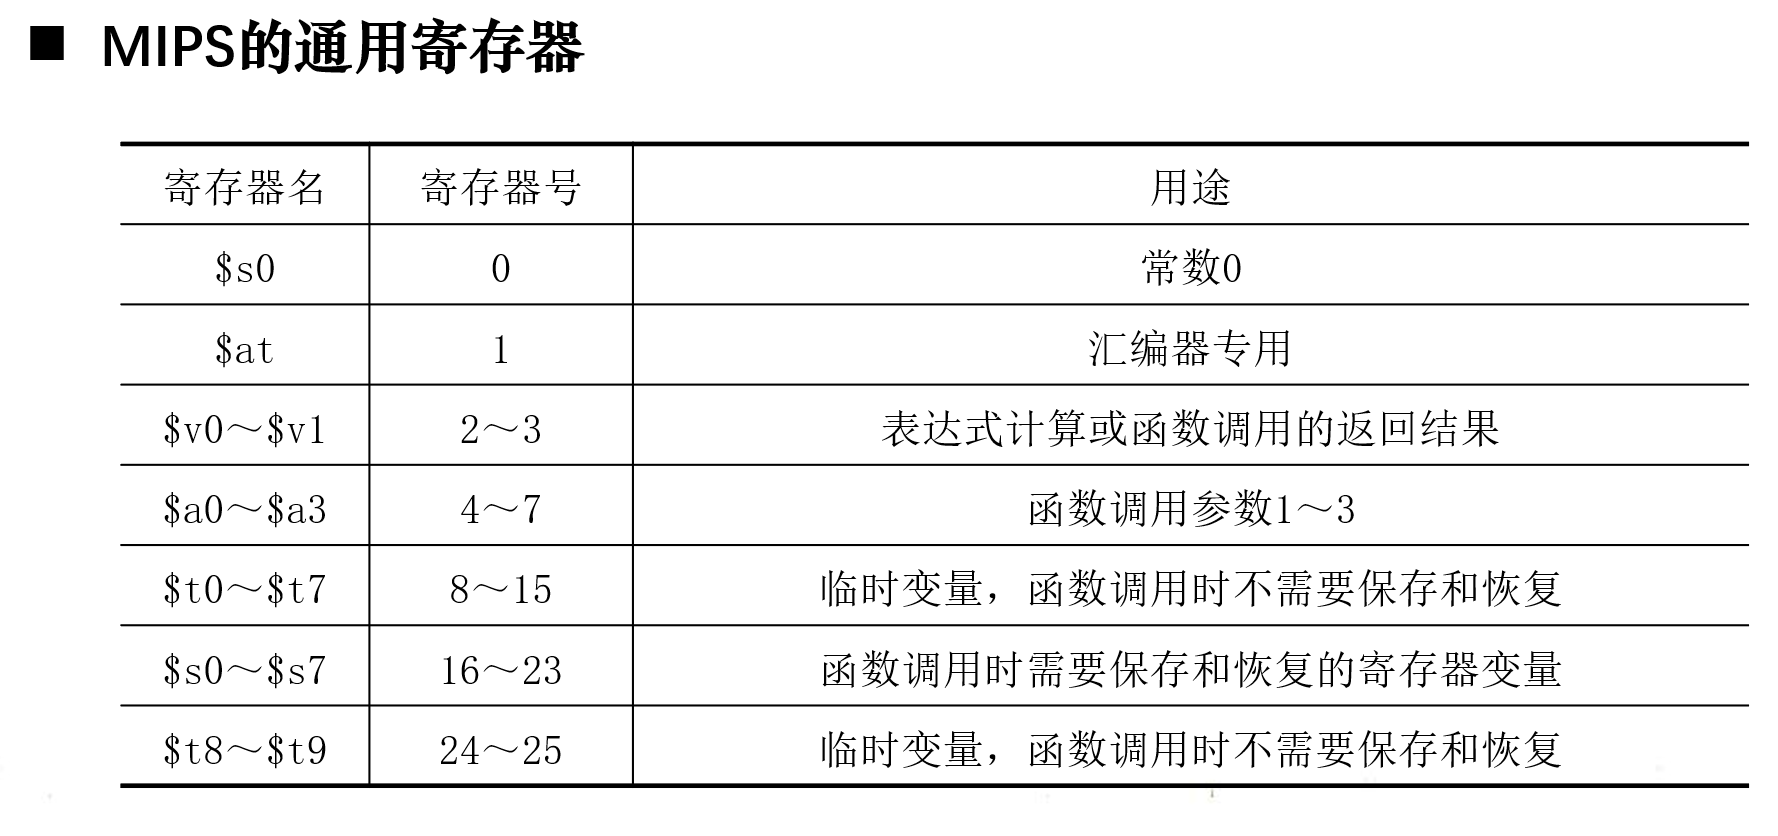 ■ MIPS的通用寄存器
寄存器名 寄存器号 用途
$s0 0 常数0
$at 1 汇编器专用
$v0～$v1 2～3 表达式计算或函数调用的返回结果
$a0～$a3 4～7 函数调用参数1～3
$t0～$t7 8～15 临时变量，函数调用时不需要保存和恢复
$s0～$s7 16～23 函数调用时需要保存和恢复的寄存器变量
$t8～$t9 24～25 临时变量，函数调用时不需要保存和恢复